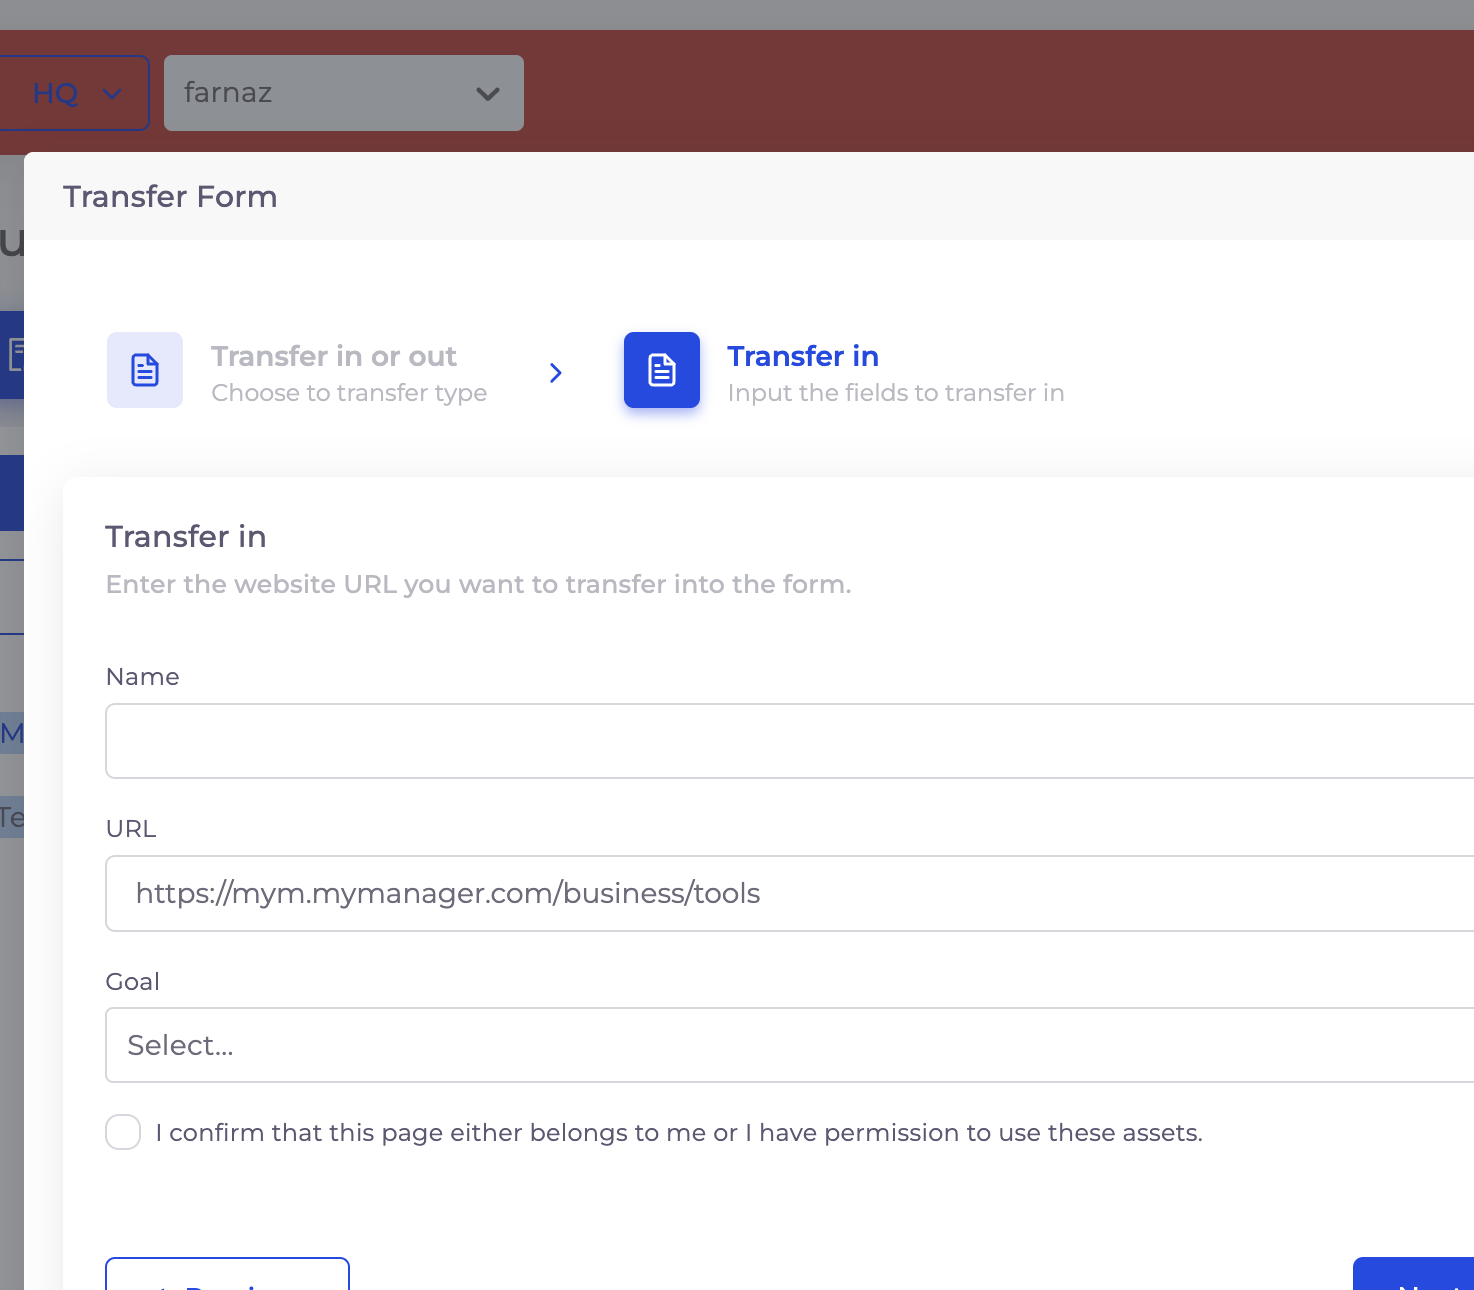 HQ
farnaz
Transfer Form
Transfer in or out
Choose to transfer type
Transfer in
Input the fields to transfer in
Transfer in
Enter the website URL you want to transfer into the form.
Name
URL
https://mym.mymanager.com/business/tools
Goal
Select...
I confirm that this page either belongs to me or I have permission to use these assets.